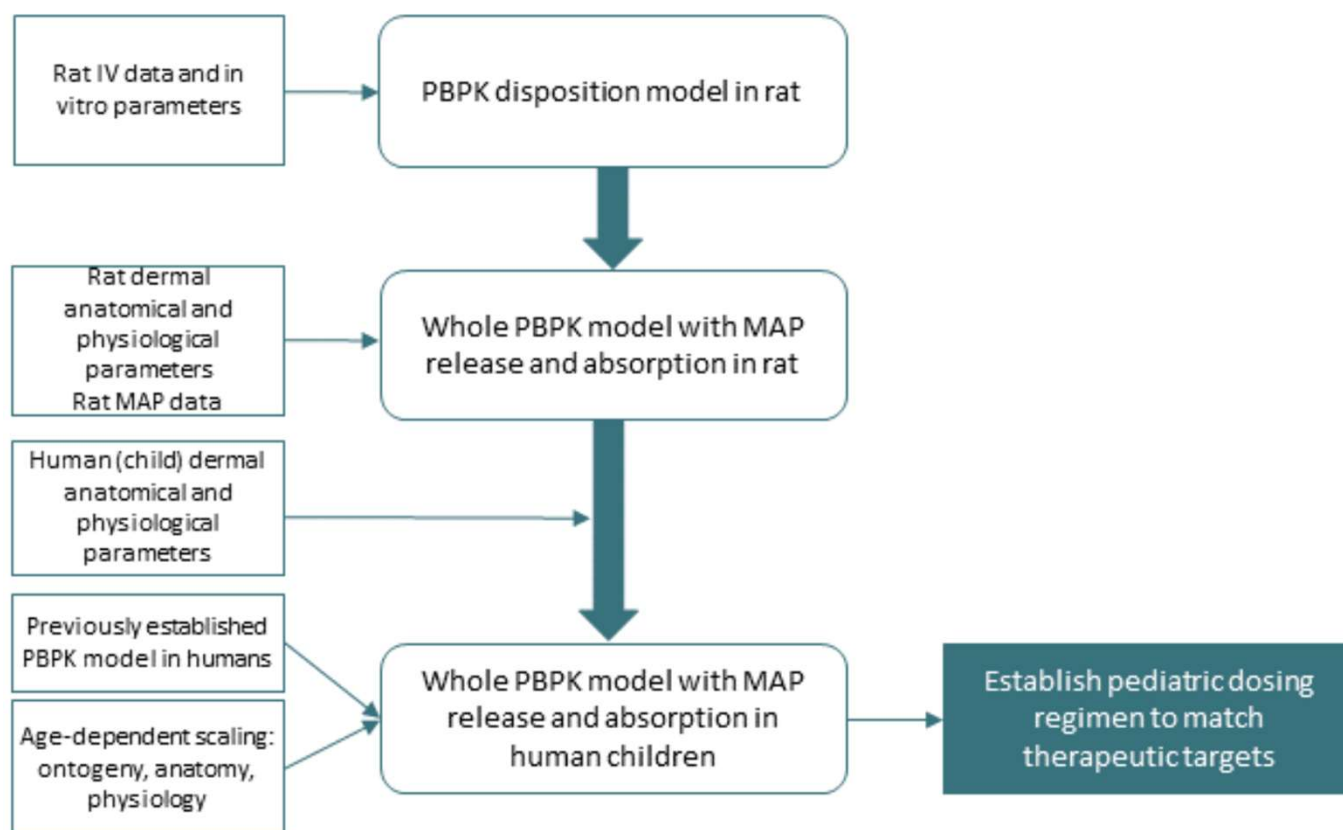 Rat IV data and in
vitro parameters
PBPK disposition model in rat
Rat dermal
anatomical and
physiological
parameters
Rat MAP data
Whole PBPK model with MAP
release and absorption in rat
Human (child) dermal
anatomical and
physiological
parameters
Previously established
PBPK model in humans
Age-dependent scaling:
ontogeny, anatomy,
physiology
Whole PBPK model with MAP
release and absorption in
human children
Establish pediatric dosing
regimen to match
therapeutic targets